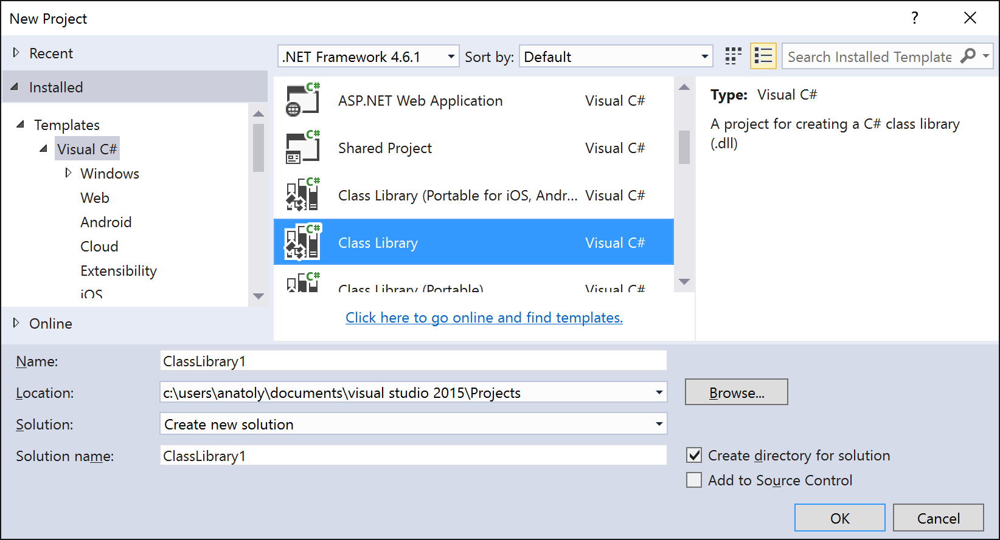 New Project
?
Recent
.NET Framework 4.6.1
Sort by:
Default
Search Installed Template
Installed
Templates
Visual C#
Windows
Web
Android
Cloud
Extensibility
iOS
Online
C#
ASP.NET Web Application Visual C#
C#
Shared Project Visual C#
C#
Class Library (Portable for iOS, Andr... Visual C#
C#
Class Library Visual C#
C#
Class Library (Portable) Visual C#
Click here to go online and find templates.
Type: Visual C#
A project for creating a C# class library
(.dll)
Name: ClassLibrary1
Location: c:\users\anatoly\documents\visual studio 2015\Projects
Browse...
Solution: Create new solution
Solution name: ClassLibrary1
Create directory for solution
Add to Source Control
OK
Cancel